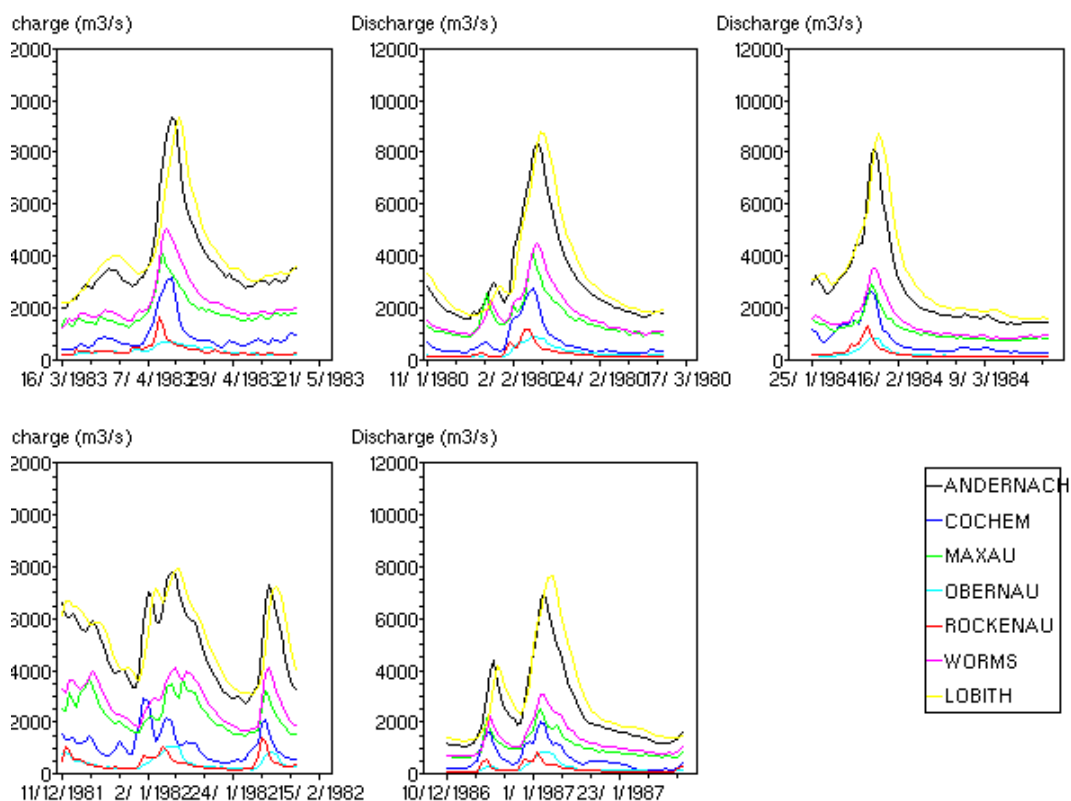 charge (m3/s) Discharge (m3/s) Discharge (m3/s)
2000 12000 12000
0000 10000 10000
8000 8000 8000
6000 6000 6000
4000 4000 4000
2000 2000 2000
0 0 0
16/ 3/1983 7/ 4/1983 29/ 4/1983 21/ 5/1983 11/ 1/1980 2/ 2/1980 24/ 2/1980 17/ 3/1980 25/ 1/1984 16/ 2/1984 9/ 3/1984
charge (m3/s) Discharge (m3/s)
2000 12000
0000 10000
8000 8000
6000 6000
4000 4000
2000 2000
0 0
11/12/1981 2/ 1/1982 24/ 1/1982 15/ 2/1982 10/12/1986 1/ 1/1987 23/ 1/1987
ANDERNACH
COCHEM
MAXAU
OBERNAU
ROCKENAU
WORMS
LOBITH